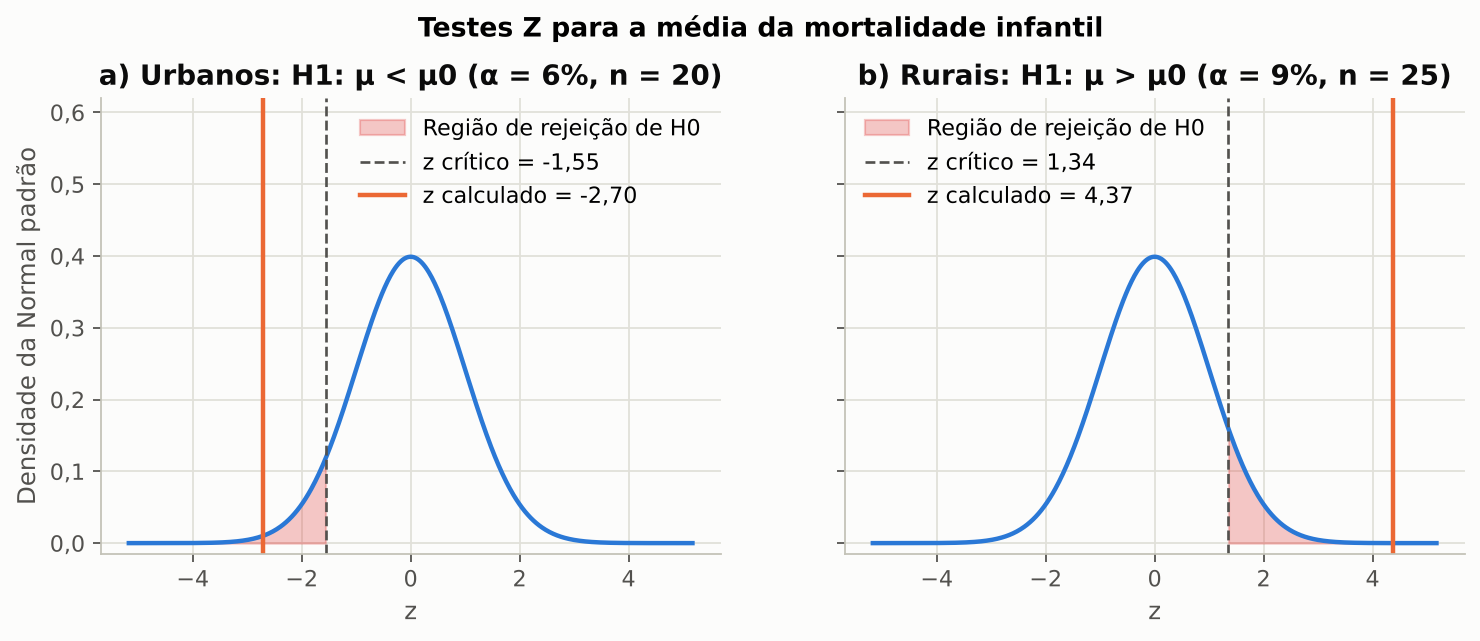 Testes Z para a média da mortalidade infantil
a) Urbanos: H1: μ < μ0 (α = 6%, n = 20)
Densidade da Normal padrão
0,6
0,5
0,4
0,3
0,2
0,1
0,0
Região de rejeição de H0
z crítico = -1,55
z calculado = -2,70
−4 −2 0 2 4
z
b) Rurais: H1: μ > μ0 (α = 9%, n = 25)
Região de rejeição de H0
z crítico = 1,34
z calculado = 4,37
−4 −2 0 2 4
z